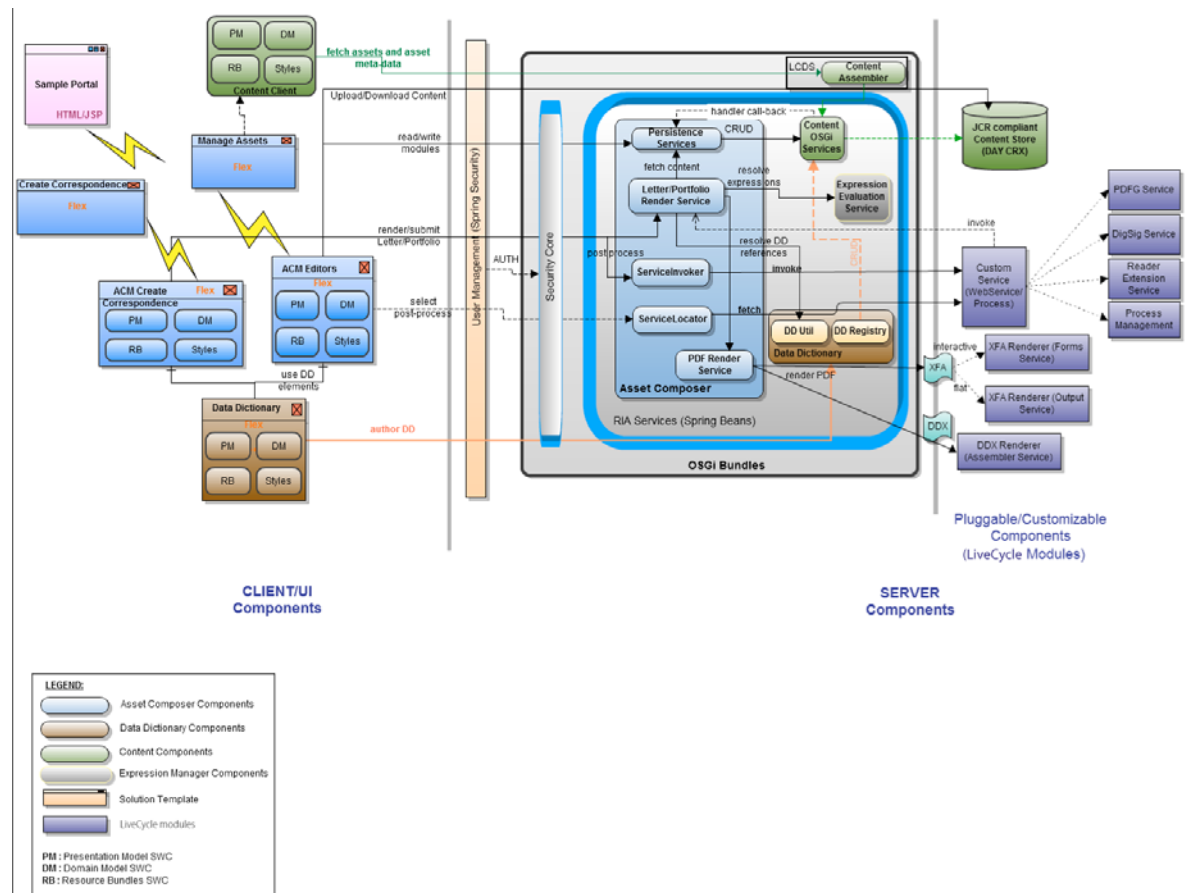 PM
DM
RB
Styles
Content Client
Sample Portal
HTML/JSP
fetch assets and asset
meta-data
Upload/Download Content
LCDS
Content
Assembler
Manage Assets
Flex
Create Correspondence
Flex
read/write
modules
User Management (Spring Security)
AUTH
Security Core
handler call-back
Persistence
Services
CRUD
Content
OSGi
Services
JCR compliant
Content Store
(DAY CRX)
fetch content
Letter/Portfolio
Render Service
resolve
expressions
Expression
Evaluation
Service
render/submit
Letter/Portfolio
post process
resolve DD
references
CRUD
invoke
PDFG Service
DigSig Service
Reader
Extension
Service
Process
Management
ServiceInvoker
invoke
Custom
Service
(WebService/
Process)
ACM Editors
Flex
PM
DM
RB
Styles
ACM Create
Flex
Correspondence
PM
DM
RB
Styles
select
post-process
ServiceLocator
fetch
DD Util
DD Registry
Data Dictionary
PDF Render
Service
Asset Composer
render PDF
interactive
XFA
flat
XFA Renderer (Forms
Service)
XFA Renderer (Output
Service)
DDX
DDX Renderer
(Assembler Service)
use DD
elements
Data Dictionary
Flex
PM
DM
RB
Styles
author DD
RIA Services (Spring Beans)
OSGi Bundles
Pluggable/Customizable
Components
(LiveCycle Modules)
CLIENT/UI
Components
SERVER
Components
LEGEND:
Asset Composer Components
Data Dictionary Components
Content Components
Expression Manager Components
Solution Template
LiveCycle modules
PM : Presentation Model SWC
DM : Domain Model SWC
RB : Resource Bundles SWC